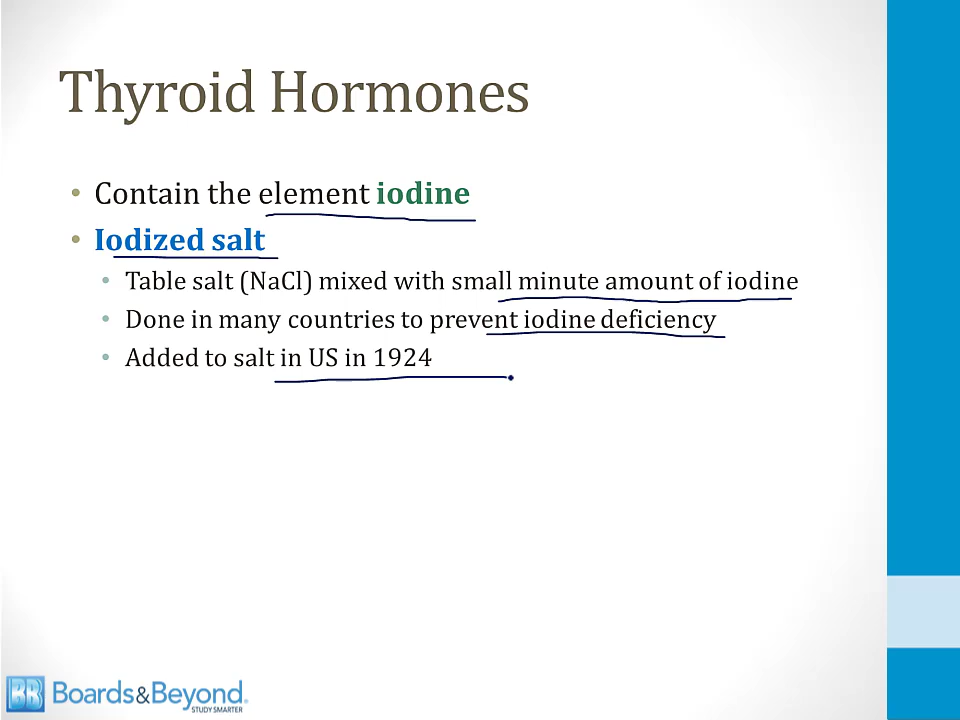 Thyroid Hormones
• Contain the element iodine
• Iodized salt
• Table salt (NaCl) mixed with small minute amount of iodine
• Done in many countries to prevent iodine deficiency
• Added to salt in US in 1924
BB Boards&Beyond.
STUDY SMARTER